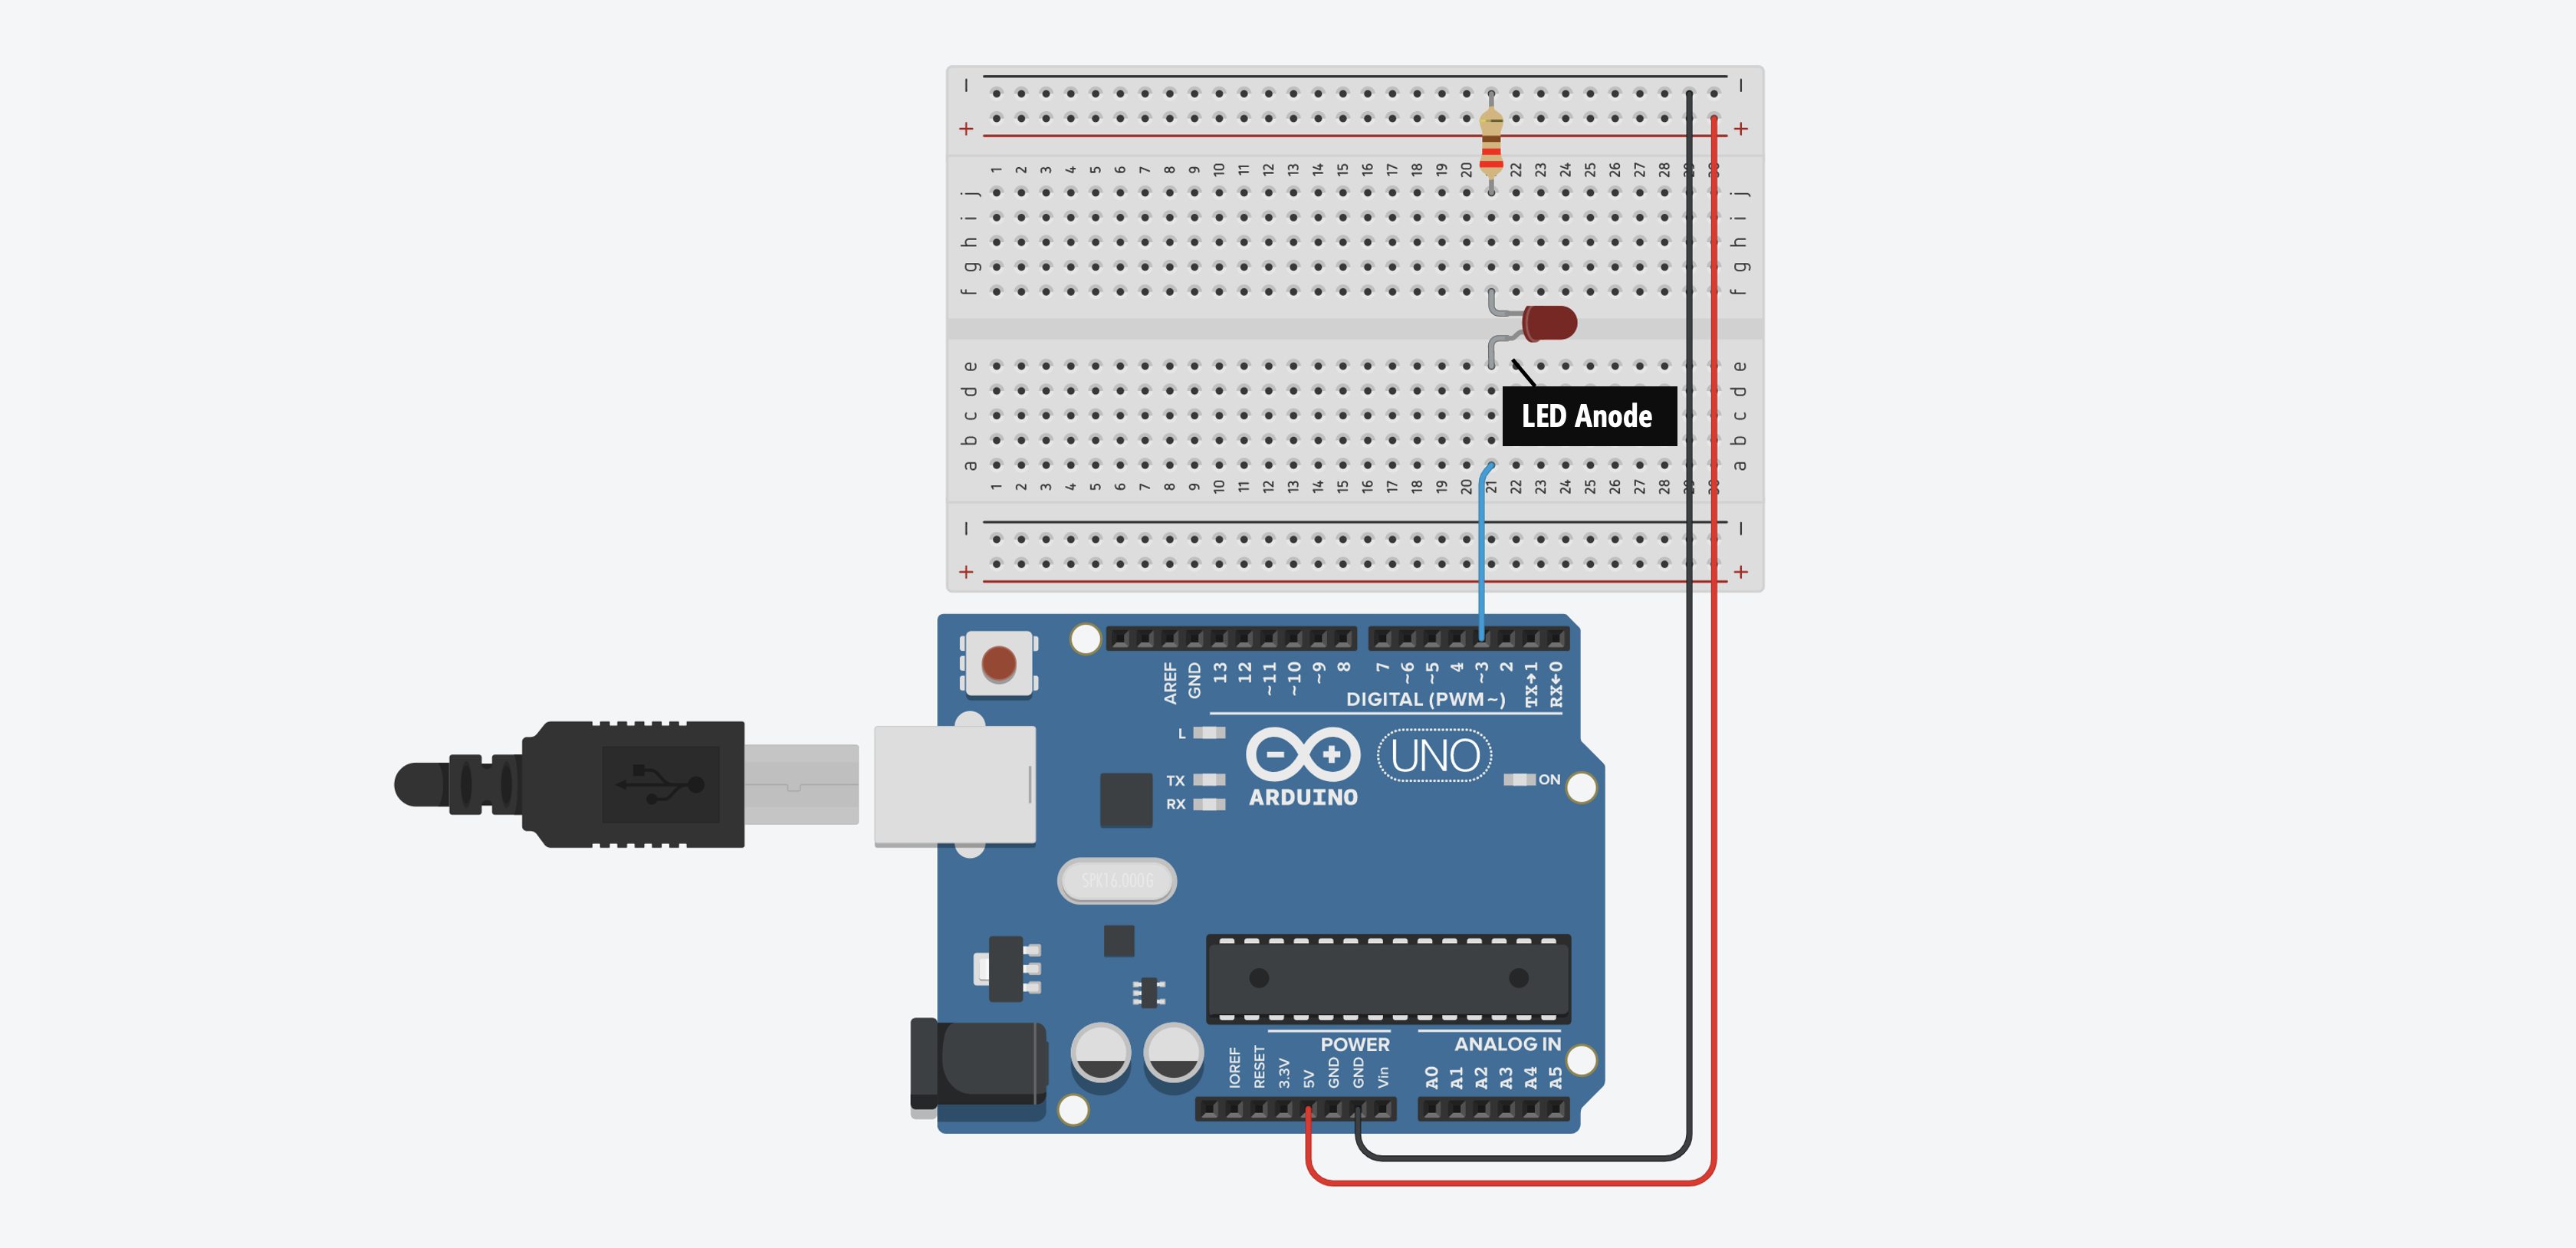 − −
+ +
1 2 3 4 5 6 7 8 9 10 11 12 13 14 15 16 17 18 19 20 22 23 24 25 26 27 28
j j
i i
h h
g g
f f
e e
d d
LED Anode
c c
b b
a a
1 2 3 4 5 6 7 8 9 10 11 12 13 14 15 16 17 18 19 20 21 22 23 24 25 26 27 28
− −
+ +
AREF GND 13 12 ~11 ~10 ~9 8 7 ~6 ~5 4 ~3 2 TX→1 RX←0
DIGITAL (PWM~)
L
UNO
TX
ON
RX
ARDUINO
SPK16.000G
POWER ANALOG IN
IOREF RESET 3.3V 5V GND GND Vin A0 A1 A2 A3 A4 A5